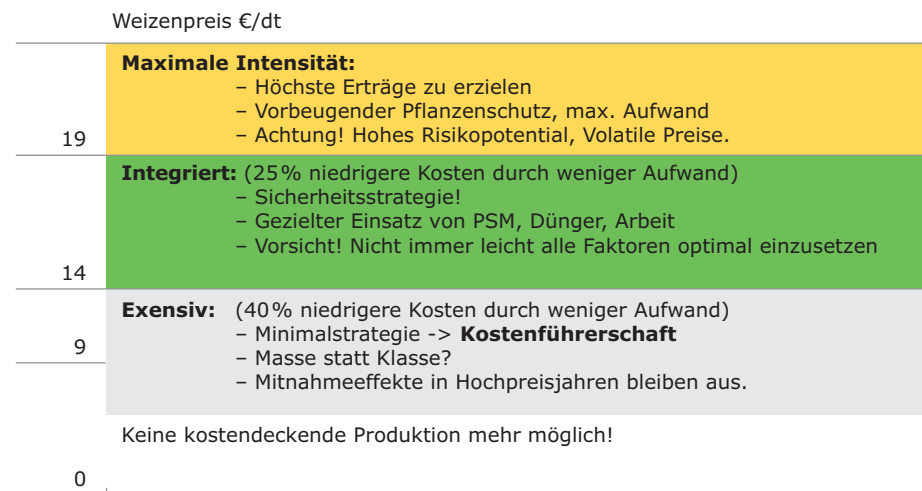 Weizenpreis €/dt
Maximale Intensität:
– Höchste Erträge zu erzielen
– Vorbeugender Pflanzenschutz, max. Aufwand
19 – Achtung! Hohes Risikopotential, Volatile Preise.
Integriert: (25% niedrigere Kosten durch weniger Aufwand)
– Sicherheitsstrategie!
– Gezielter Einsatz von PSM, Dünger, Arbeit
– Vorsicht! Nicht immer leicht alle Faktoren optimal einzusetzen
14
Exensiv: (40% niedrigere Kosten durch weniger Aufwand)
– Minimalstrategie -> Kostenführerschaft
9 – Masse statt Klasse?
– Mitnahmeeffekte in Hochpreisjahren bleiben aus.
Keine kostendeckende Produktion mehr möglich!
0